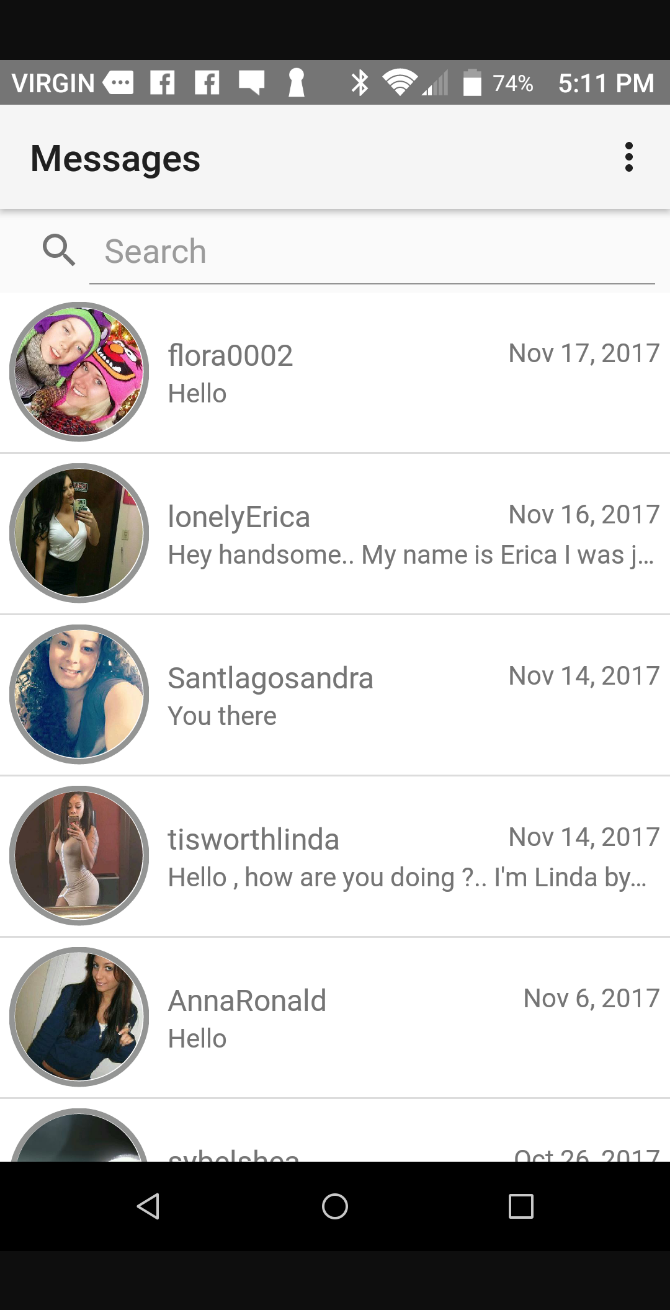 VIRGIN 74% 5:11 PM
Messages
Search
flora0002 Nov 17, 2017
Hello
lonelyErica Nov 16, 2017
Hey handsome.. My name is Erica I was j...
Santlagosandra Nov 14, 2017
You there
tisworthlinda Nov 14, 2017
Hello , how are you doing ?.. I'm Linda by...
AnnaRonald Nov 6, 2017
Hello
sybelshea Oct 26, 2017